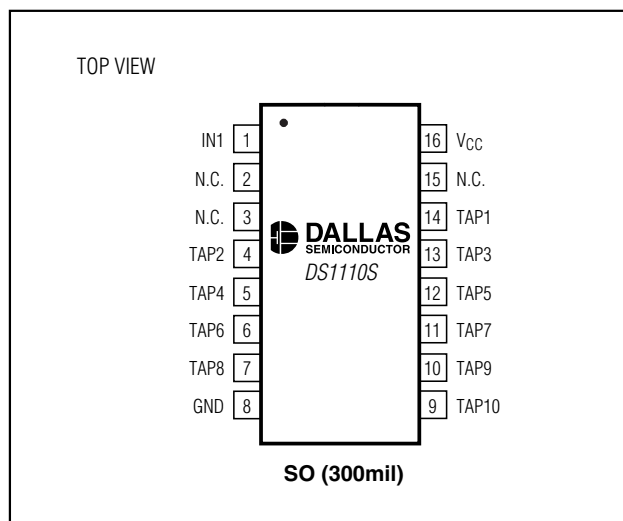 TOP VIEW
IN1 1 16 VCC
N.C. 2 15 N.C.
N.C. 3 14 TAP1
DALLAS
SEMICONDUCTOR
TAP2 4 13 TAP3
DS1110S
TAP4 5 12 TAP5
TAP6 6 11 TAP7
TAP8 7 10 TAP9
GND 8 9 TAP10
SO (300mil)